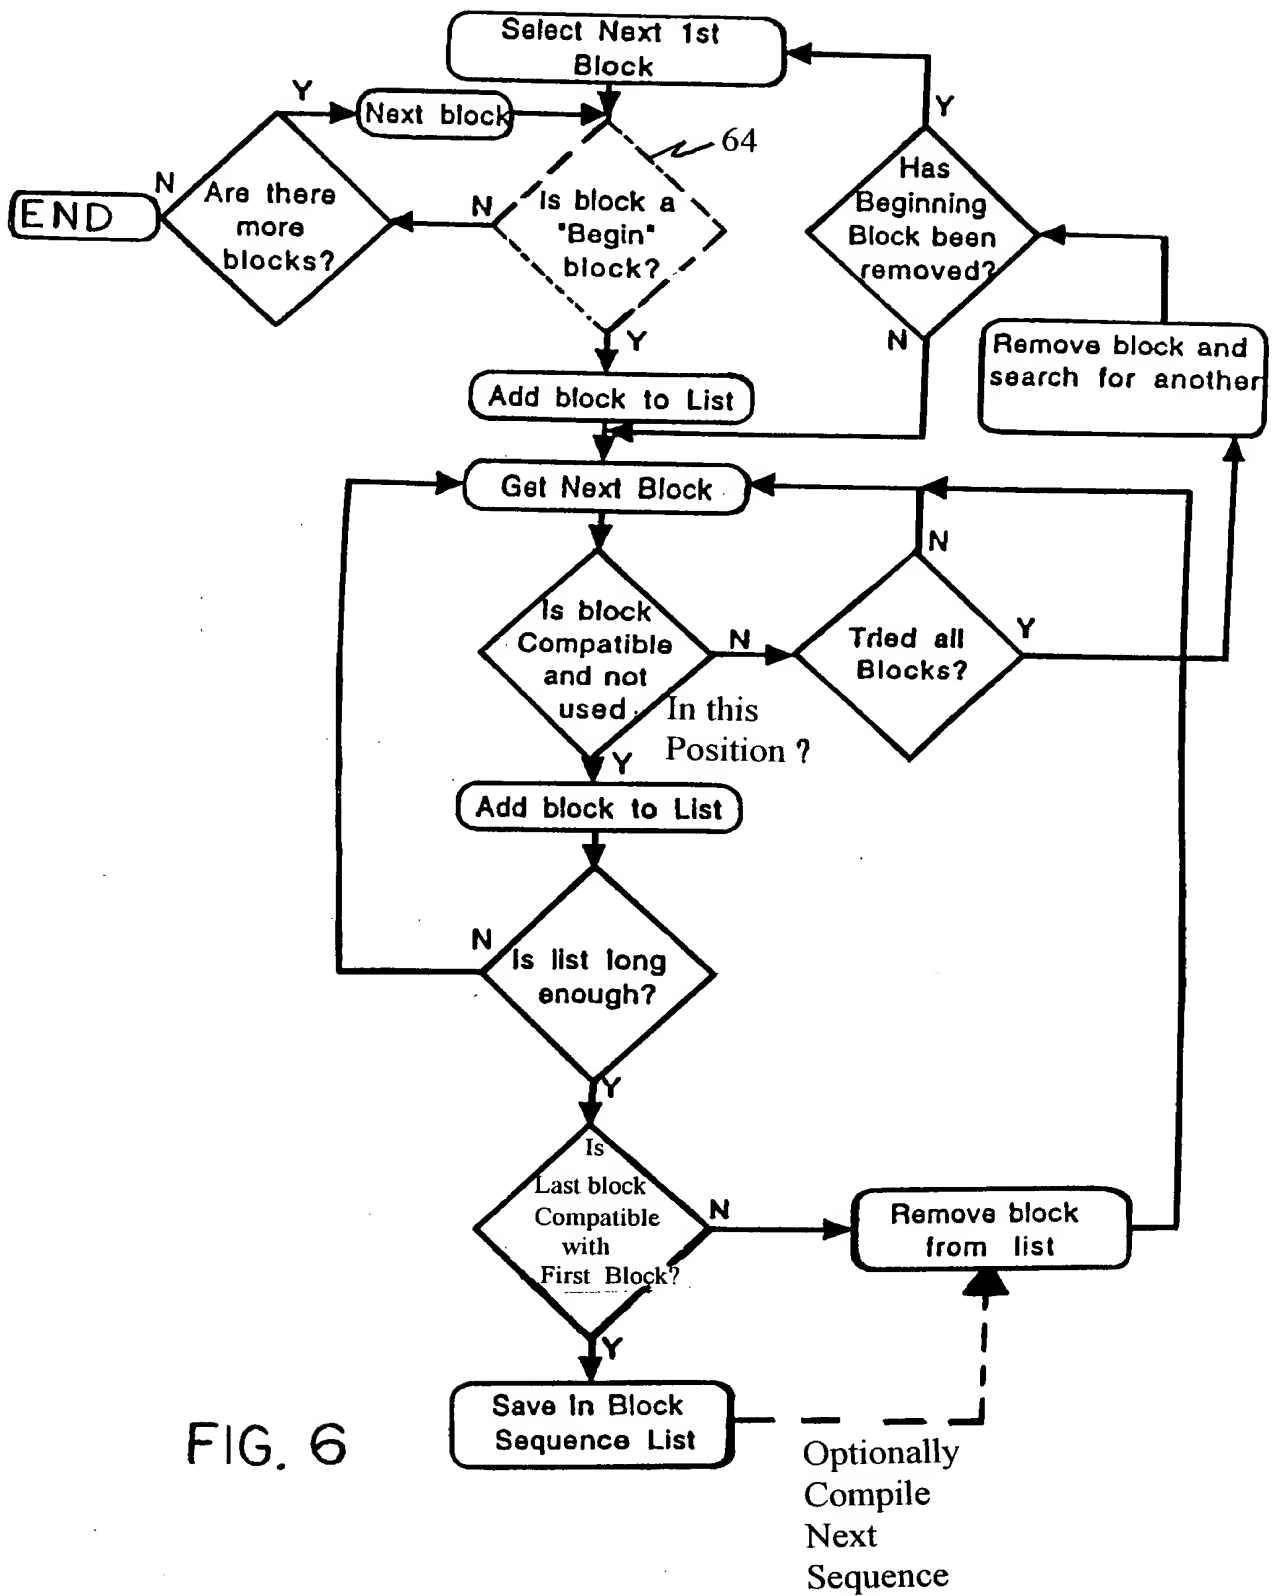 Select Next 1st
Block
Y
Next block
64
Y
N
END
Are there
more
blocks?
N
Is block a
"Begin"
block?
Has
Beginning
Block been
removed?
Y
N
Remove block and
search for another
Add block to List
Get Next Block
N
Is block
Compatible
and not
used
In this
Position ?
N
Tried all
Blocks?
Y
Y
Add block to List
N
Is list long
enough?
Y
Is
Last block
Compatible
with
First Block?
N
Remove block
from list
Y
Save In Block
Sequence List
FIG. 6
Optionally
Compile
Next
Sequence